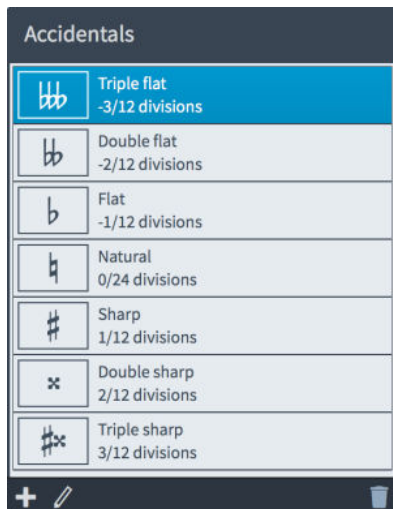 Accidentals
Triple flat
-3/12 divisions
Double flat
-2/12 divisions
Flat
-1/12 divisions
Natural
0/24 divisions
Sharp
1/12 divisions
Double sharp
2/12 divisions
Triple sharp
3/12 divisions